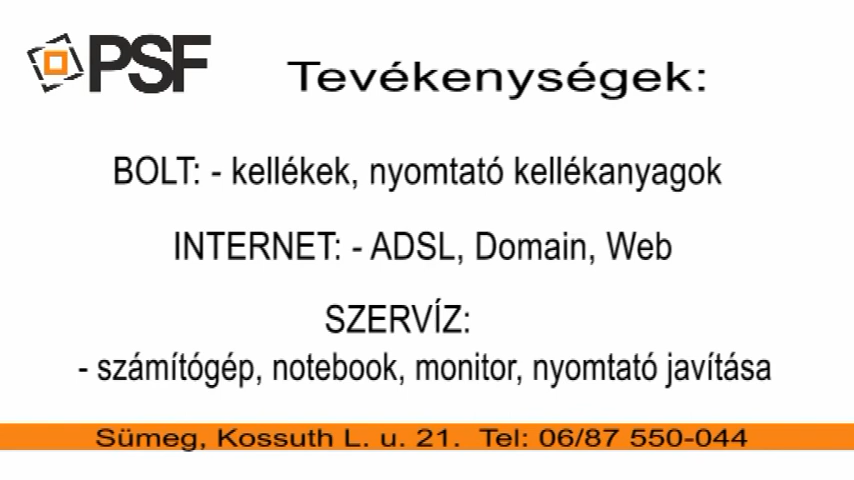 PSF
Tevékenységek:
BOLT: - kellékek, nyomtató kellékanyagok
INTERNET: - ADSL, Domain, Web
SZERVÍZ:
- számítógép, notebook, monitor, nyomtató javítása
Sümeg, Kossuth L. u. 21. Tel: 06/87 550-044